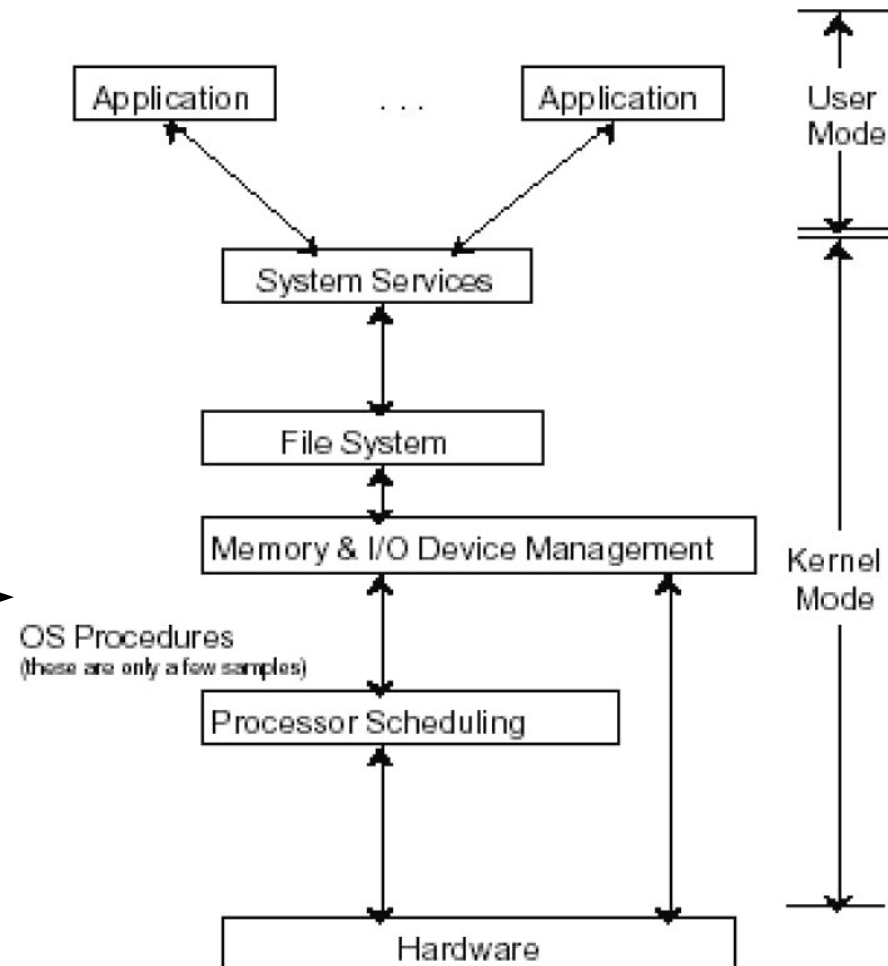 Application
. . .
Application
User
Mode
System Services
File System
Memory & I/O Device Management
Kernel
Mode
OS Procedures
(these are only a few samples)
Processor Scheduling
Hardware